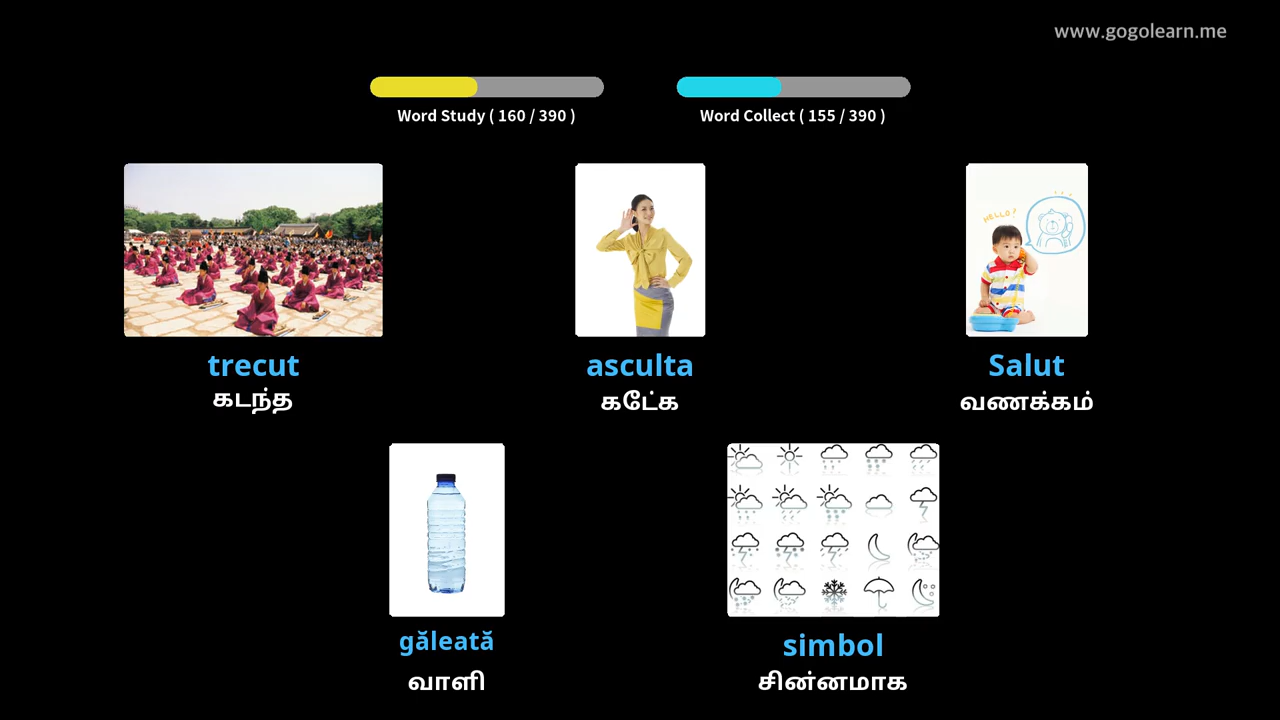 www.gogolearn.me
Word Study ( 160 / 390 )
Word Collect ( 155 / 390 )
HELLO?
trecut
கடந்த
asculta
கேட்க
Salut
வணக்கம்
găleată
வாளி
simbol
சின்னமாக